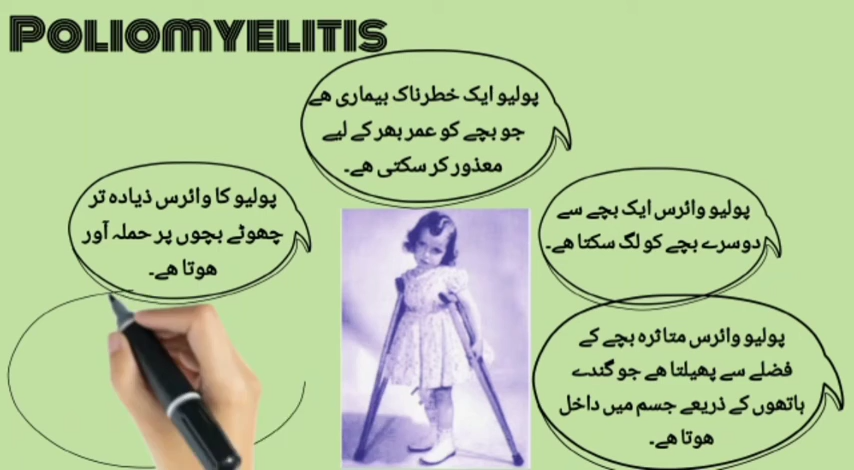 POLIOMYELITIS
پولیو ایک خطرناک بیماری ھے
جو بچے کو عمر بھر کے لیے
معذور کر سکتی ھے۔
پولیو وائرس ایک بچے سے
دوسرے بچے کو لگ سکتا ھے۔
پولیو کا وائرس ذیادہ تر
چھوٹے بچوں پر حملہ آور
ھوتا ھے۔
پولیو وائرس متاثرہ بچے کے
فضلے سے پھیلتا ھے جو گندے
ہاتھوں کے ذریعے جسم میں داخل
ھوتا ھے۔